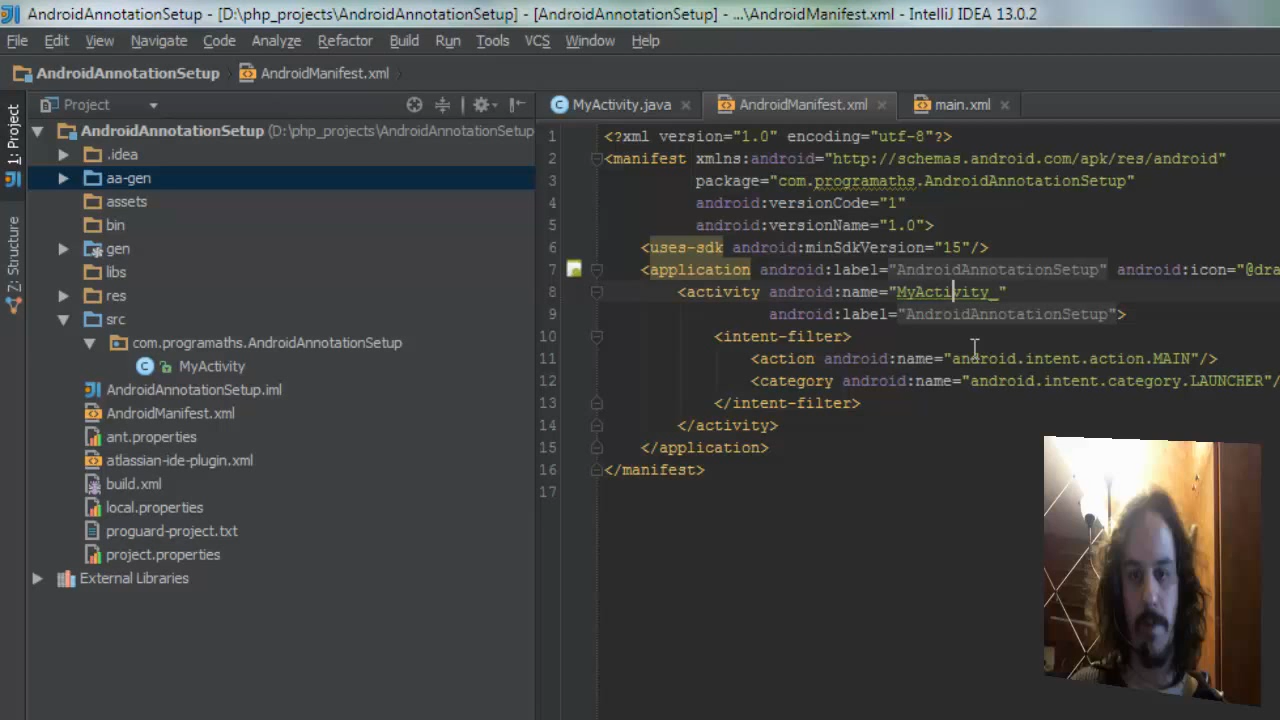 AndroidAnnotationSetup - [D:\php_projects\AndroidAnnotationSetup] - [AndroidAnnotationSetup] - ...\AndroidManifest.xml - IntelliJ IDEA 13.0.2
File Edit View Navigate Code Analyze Refactor Build Run Tools VCS Window Help
AndroidAnnotationSetup AndroidManifest.xml
1: Project
Z: Structure
Project
AndroidAnnotationSetup (D:\php_projects\AndroidAnnotationSetup
.idea
aa-gen
assets
bin
gen
libs
res
src
com.programaths.AndroidAnnotationSetup
MyActivity
AndroidAnnotationSetup.iml
AndroidManifest.xml
ant.properties
atlassian-ide-plugin.xml
build.xml
local.properties
proguard-project.txt
project.properties
External Libraries
MyActivity.java AndroidManifest.xml main.xml
1 <?xml version="1.0" encoding="utf-8"?>
2 <manifest xmlns:android="http://schemas.android.com/apk/res/android"
3 package="com.programaths.AndroidAnnotationSetup"
4 android:versionCode="1"
5 android:versionName="1.0">
6 <uses-sdk android:minSdkVersion="15"/>
7 <application android:label="AndroidAnnotationSetup" android:icon="@dra
8 <activity android:name="MyActivity_"
9 android:label="AndroidAnnotationSetup">
10 <intent-filter>
11 <action android:name="android.intent.action.MAIN"/>
12 <category android:name="android.intent.category.LAUNCHER"/
13 </intent-filter>
14 </activity>
15 </application>
16 </manifest>
17